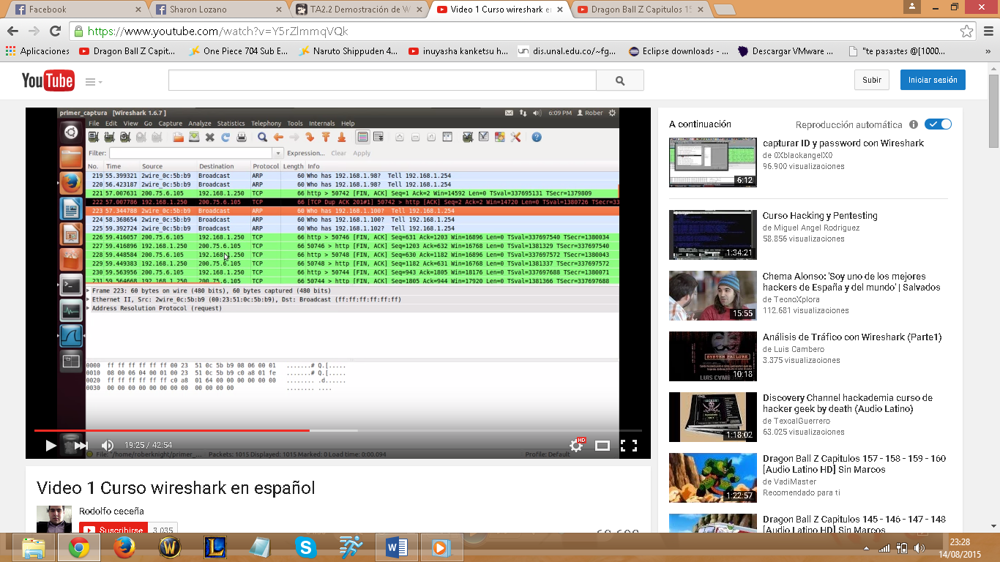 Facebook
Sharon Lozano
TA2.2 Demostración de W
Video 1 Curso wireshark e
Dragon Ball Z Capitulos 15
https://www.youtube.com/watch?v=Y5rZlmmqVQk
Aplicaciones
Dragon Ball Z Capit...
One Piece 704 Sub E...
Naruto Shippuden 4...
inuyasha kanketsu h...
dis.unal.edu.co/~fg...
Eclipse downloads - ...
Descargar VMware ...
"te pasastes @[1000...
»
YouTube
Subir
Iniciar sesión
primer_captura [Wireshark 1.6.7 ]
6:09 PM
Rober
File Edit View Go Capture Analyze Statistics Telephony Tools Internals Help
Filter:
Expression... Clear Apply
No. Time Source Destination Protocol Length Info
219 55.399321 2wire_0c:5b:b9 Broadcast ARP 60 Who has 192.168.1.98? Tell 192.168.1.254
220 56.423187 2wire_0c:5b:b9 Broadcast ARP 60 Who has 192.168.1.98? Tell 192.168.1.254
221 57.007631 200.75.6.105 192.168.1.250 TCP 66 http > 50742 [FIN, ACK] Seq=1 Ack=2 Win=14592 Len=0 TSval=337695131 TSecr=1379809
222 57.007786 192.168.1.250 200.75.6.105 TCP 66 [TCP Dup ACK 201#1] 50742 > http [ACK] Seq=2 Ack=2 Win=14720 Len=0 TSval=1380726 TSecr=33
223 57.344788 2wire_0c:5b:b9 Broadcast ARP 60 Who has 192.168.1.100? Tell 192.168.1.254
224 58.368654 2wire_0c:5b:b9 Broadcast ARP 60 Who has 192.168.1.102? Tell 192.168.1.254
225 59.392724 2wire_0c:5b:b9 Broadcast ARP 60 Who has 192.168.1.102? Tell 192.168.1.254
226 59.416057 200.75.6.105 192.168.1.250 TCP 66 http > 50746 [FIN, ACK] Seq=631 Ack=1203 Win=16896 Len=0 TSval=337697540 TSecr=1380034
227 59.416896 192.168.1.250 200.75.6.105 TCP 66 50746 > http [FIN, ACK] Seq=1203 Ack=632 Win=16768 Len=0 TSval=1381329 TSecr=337697540
228 59.448584 200.75.6.105 192.168.1.250 TCP 66 http > 50748 [FIN, ACK] Seq=630 Ack=1182 Win=16896 Len=0 TSval=337697572 TSecr=1380043
229 59.449383 192.168.1.250 200.75.6.105 TCP 66 50748 > http [FIN, ACK] Seq=1182 Ack=631 Win=16768 Len=0 TSval=1381337 TSecr=337697572
230 59.563956 200.75.6.105 192.168.1.250 TCP 66 http > 50744 [FIN, ACK] Seq=943 Ack=1805 Win=18176 Len=0 TSval=337697688 TSecr=1380071
231 59.564668 192.168.1.250 200.75.6.105 TCP 66 50744 > http [FIN, ACK] Seq=1805 Ack=944 Win=17920 Len=0 TSval=1381366 TSecr=337697688
Frame 223: 60 bytes on wire (480 bits), 60 bytes captured (480 bits)
Ethernet II, Src: 2wire_0c:5b:b9 (00:23:51:0c:5b:b9), Dst: Broadcast (ff:ff:ff:ff:ff:ff)
Address Resolution Protocol (request)
0000 ff ff ff ff ff ff 00 23 51 0c 5b b9 08 06 00 01 .......# Q.[.....
0010 08 00 06 04 00 01 00 23 51 0c 5b b9 c0 a8 01 fe .......# Q.[.....
0020 ff ff ff ff ff ff c0 a8 01 64 00 00 00 00 00 00 ........ .d......
0030 00 00 00 00 00 00 00 00 00 00 00 00 ........ ....
19:25 / 42:54
HD
File: "/home/roberknight/primer_... Packets: 1015 Displayed: 1015 Marked: 0 Load time: 0:00.094
Profile: Default
Video 1 Curso wireshark en español
Rodolfo ceceña
Suscribirse 3.035
A continuación
Reproducción automática
capturar ID y password con Wireshark
de 0XblackangelX0
96.900 visualizaciones
6:12
Curso Hacking y Pentesting
de Miguel Angel Rodriguez
58.856 visualizaciones
1:34:21
Chema Alonso: 'Soy uno de los mejores
hackers de España y del mundo' | Salvados
de TecnoXplora
112.681 visualizaciones
15:55
Análisis de Tráfico con Wireshark (Parte1)
de Luis Cambero
3.375 visualizaciones
SYSTEM FAILURE
LUIS CAMB
10:18
Discovery Channel hackademia curso de
hacker geek by death (Audio Latino)
de TexcalGuerrero
63.025 visualizaciones
1:18:02
Dragon Ball Z Capitulos 157 - 158 - 159 - 160
[Audio Latino HD] Sin Marcos
de VadiMaster
Recomendado para ti
1:22:57
Dragon Ball Z Capitulos 145 - 146 - 147 - 148
[Audio Latino HD] Sin Marcos
23:28
14/08/2015